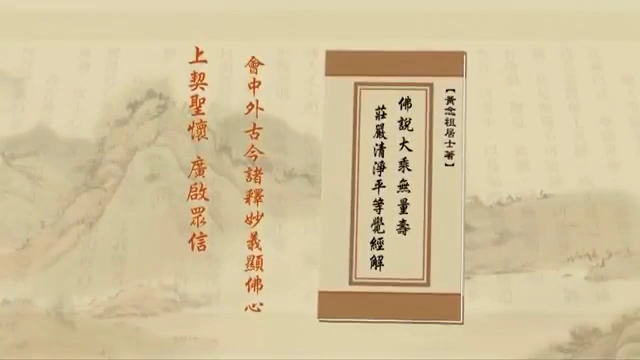 【黃念祖居士著】
佛說大乘無量壽
莊嚴清淨平等覺經解
會中外古今諸釋妙義顯佛心
上契聖懷 廣啟眾信